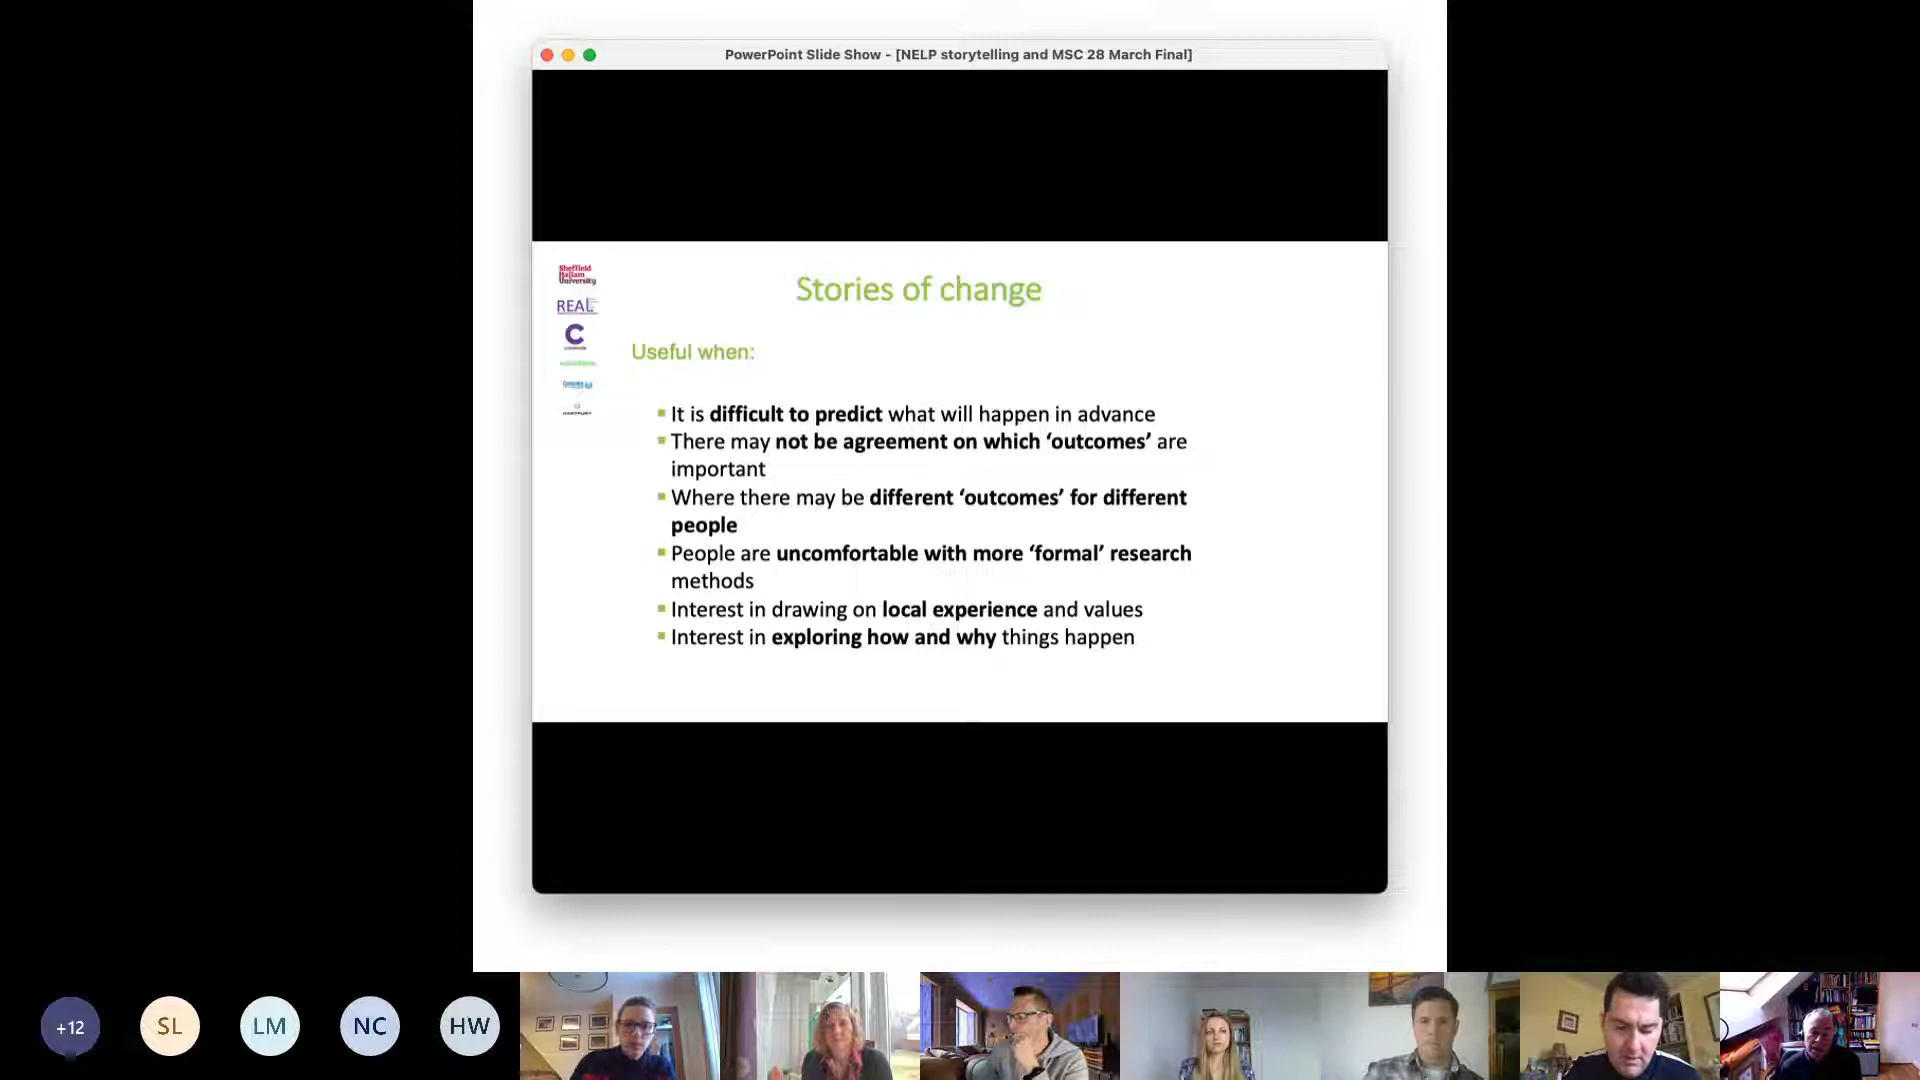 PowerPoint Slide Show - [NELP storytelling and MSC 28 March Final]
Sheffield
Hallam
University
REAL
C
Stories of change
Useful when:
It is difficult to predict what will happen in advance
There may not be agreement on which ‘outcomes’ are
important
Where there may be different ‘outcomes’ for different
people
People are uncomfortable with more ‘formal’ research
methods
Interest in drawing on local experience and values
Interest in exploring how and why things happen
+12
SL
LM
NC
HW